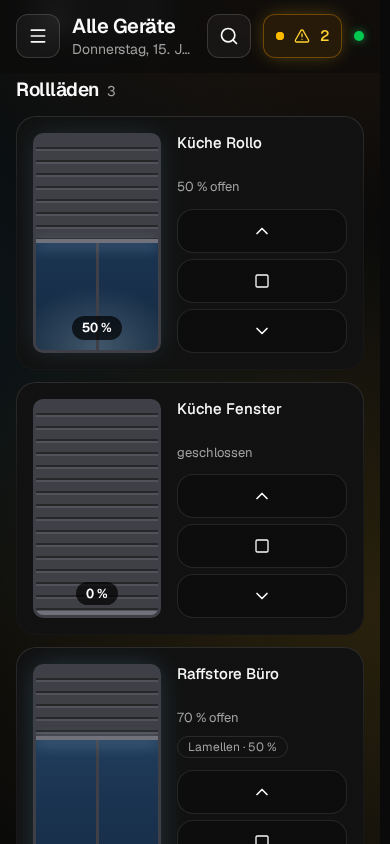 Alle Geräte
Donnerstag, 15. J...
2
Rollläden 3
Küche Rollo
50 % offen
50 %
Küche Fenster
geschlossen
0 %
Raffstore Büro
70 % offen
Lamellen · 50 %